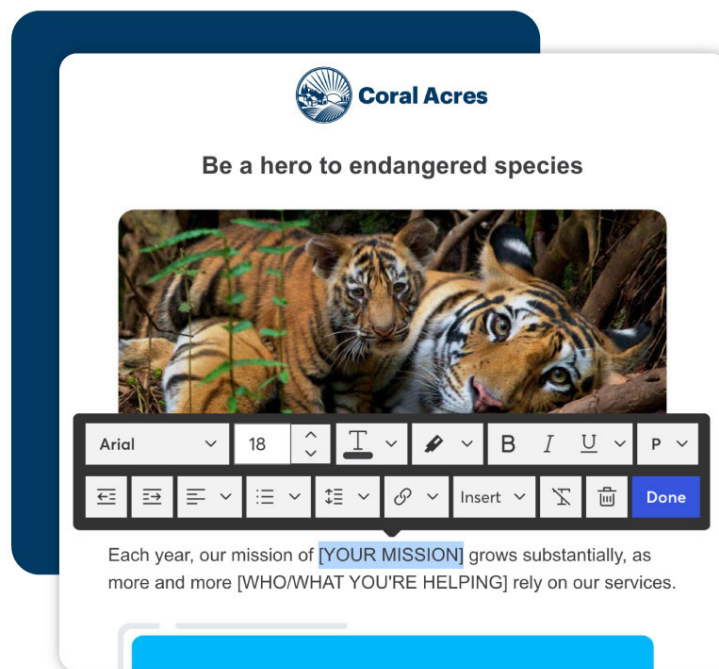 Coral Acres
Be a hero to endangered species
Arial 18 T B I U P
Insert T Done
Each year, our mission of [YOUR MISSION] grows substantially, as
more and more [WHO/WHAT YOU'RE HELPING] rely on our services.